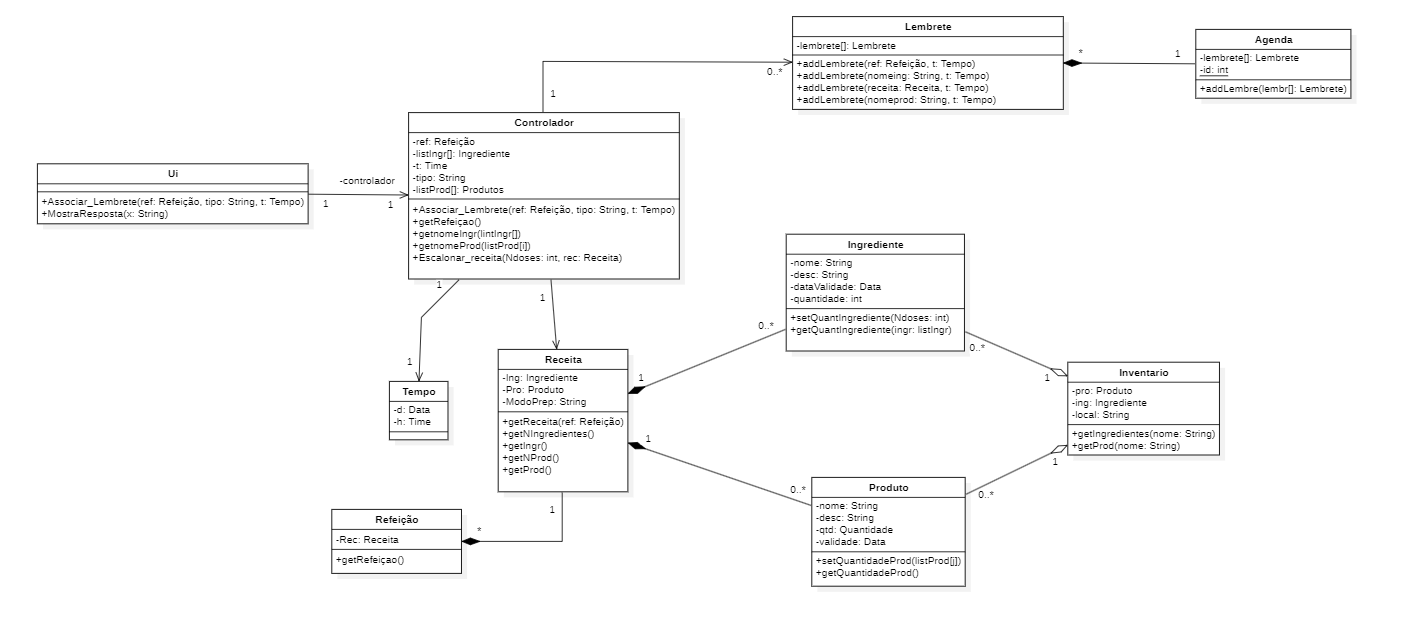 Lembrete
-lembrete[]: Lembrete
+addLembrete(ref: Refeição, t: Tempo)
+addLembrete(nomeing: String, t: Tempo)
+addLembrete(receita: Receita, t: Tempo)
+addLembrete(nomeprod: String, t: Tempo)
*
1
Agenda
-lembrete[]: Lembrete
-id: int
+addLembre(lembr[]: Lembrete)
0..*
1
Controlador
-ref: Refeição
-listIngr[]: Ingrediente
-t: Time
-tipo: String
-listProd[]: Produtos
+Associar_Lembrete(ref: Refeição, tipo: String, t: Tempo)
+getRefeiçao()
+getnomeIngr(lintIngr[])
+getnomeProd(listProd[i])
+Escalonar_receita(Ndoses: int, rec: Receita)
Ui
+Associar_Lembrete(ref: Refeição, tipo: String, t: Tempo)
+MostraResposta(x: String)
-controlador
1
1
1
1
1
Tempo
-d: Data
-h: Time
Receita
-Ing: Ingrediente
-Pro: Produto
-ModoPrep: String
+getReceita(ref: Refeição)
+getNIngredientes()
+getIngr()
+getNProd()
+getProd()
Ingrediente
-nome: String
-desc: String
-dataValidade: Data
-quantidade: int
+setQuantIngrediente(Ndoses: int)
+getQuantIngrediente(ingr: listIngr)
0..*
1
0..*
1
Inventario
-pro: Produto
-ing: Ingrediente
-local: String
+getIngredientes(nome: String)
+getProd(nome: String)
1
0..*
1
0..*
Produto
-nome: String
-desc: String
-qtd: Quantidade
-validade: Data
+setQuantidadeProd(listProd[j])
+getQuantidadeProd()
1
*
Refeição
-Rec: Receita
+getRefeiçao()